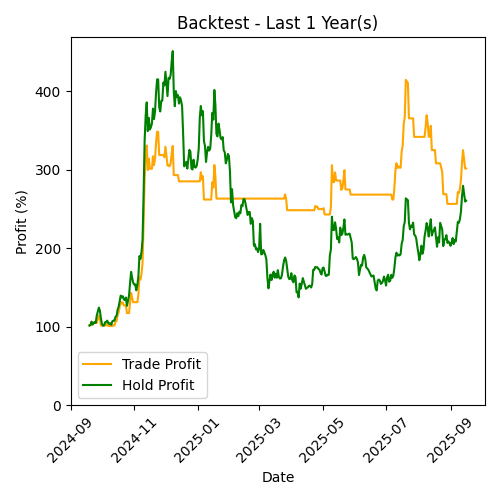 Backtest - Last 1 Year(s)
Profit (%)
400
300
200
100
0
Trade Profit
Hold Profit
2024-09
2024-11
2025-01
2025-03
2025-05
2025-07
2025-09
Date